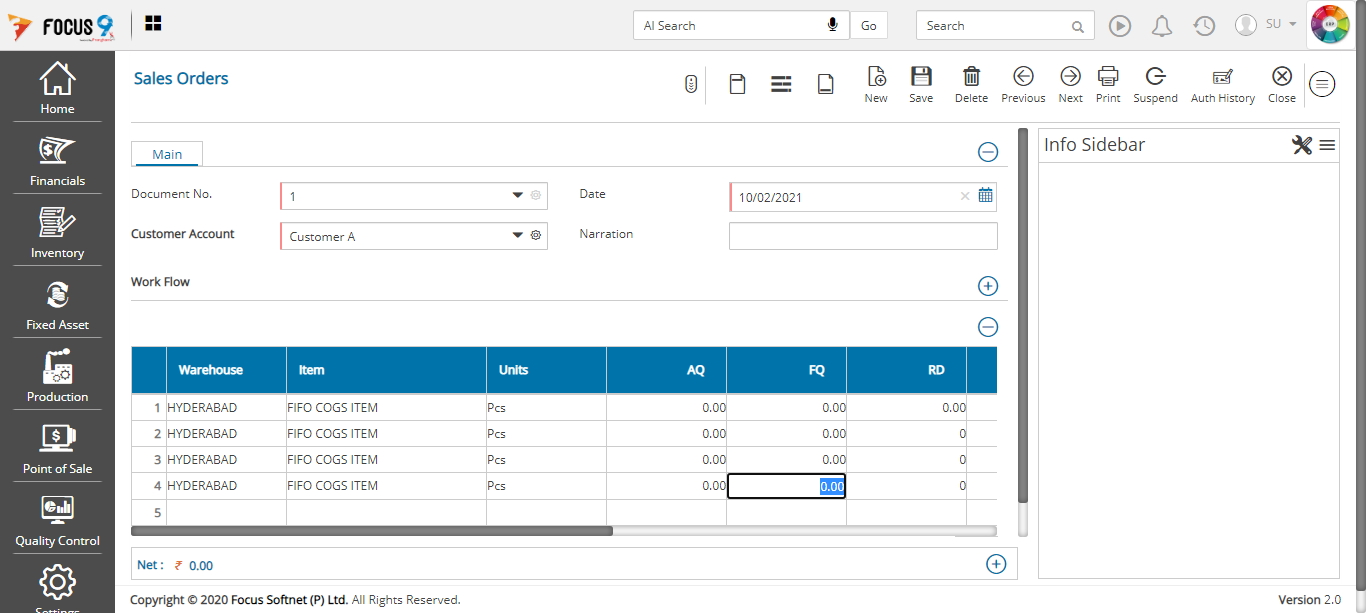 FOCUS 9
AI Search
Go
Search
SU
ERP
Home
Financials
Inventory
Fixed Asset
Production
Point of Sale
Quality Control
Settings
Sales Orders
New
Save
Delete
Previous
Next
Print
Suspend
Auth History
Close
Main
Document No. 1
Date 10/02/2021
Customer Account Customer A
Narration
Work Flow
Warehouse Item Units AQ FQ RD
1 HYDERABAD FIFO COGS ITEM Pcs 0.00 0.00 0.00
2 HYDERABAD FIFO COGS ITEM Pcs 0.00 0.00 0
3 HYDERABAD FIFO COGS ITEM Pcs 0.00 0.00 0
4 HYDERABAD FIFO COGS ITEM Pcs 0.00 0.00 0
5
Net : ₹ 0.00
Info Sidebar
Copyright © 2020 Focus Softnet (P) Ltd. All Rights Reserved.
Version 2.0